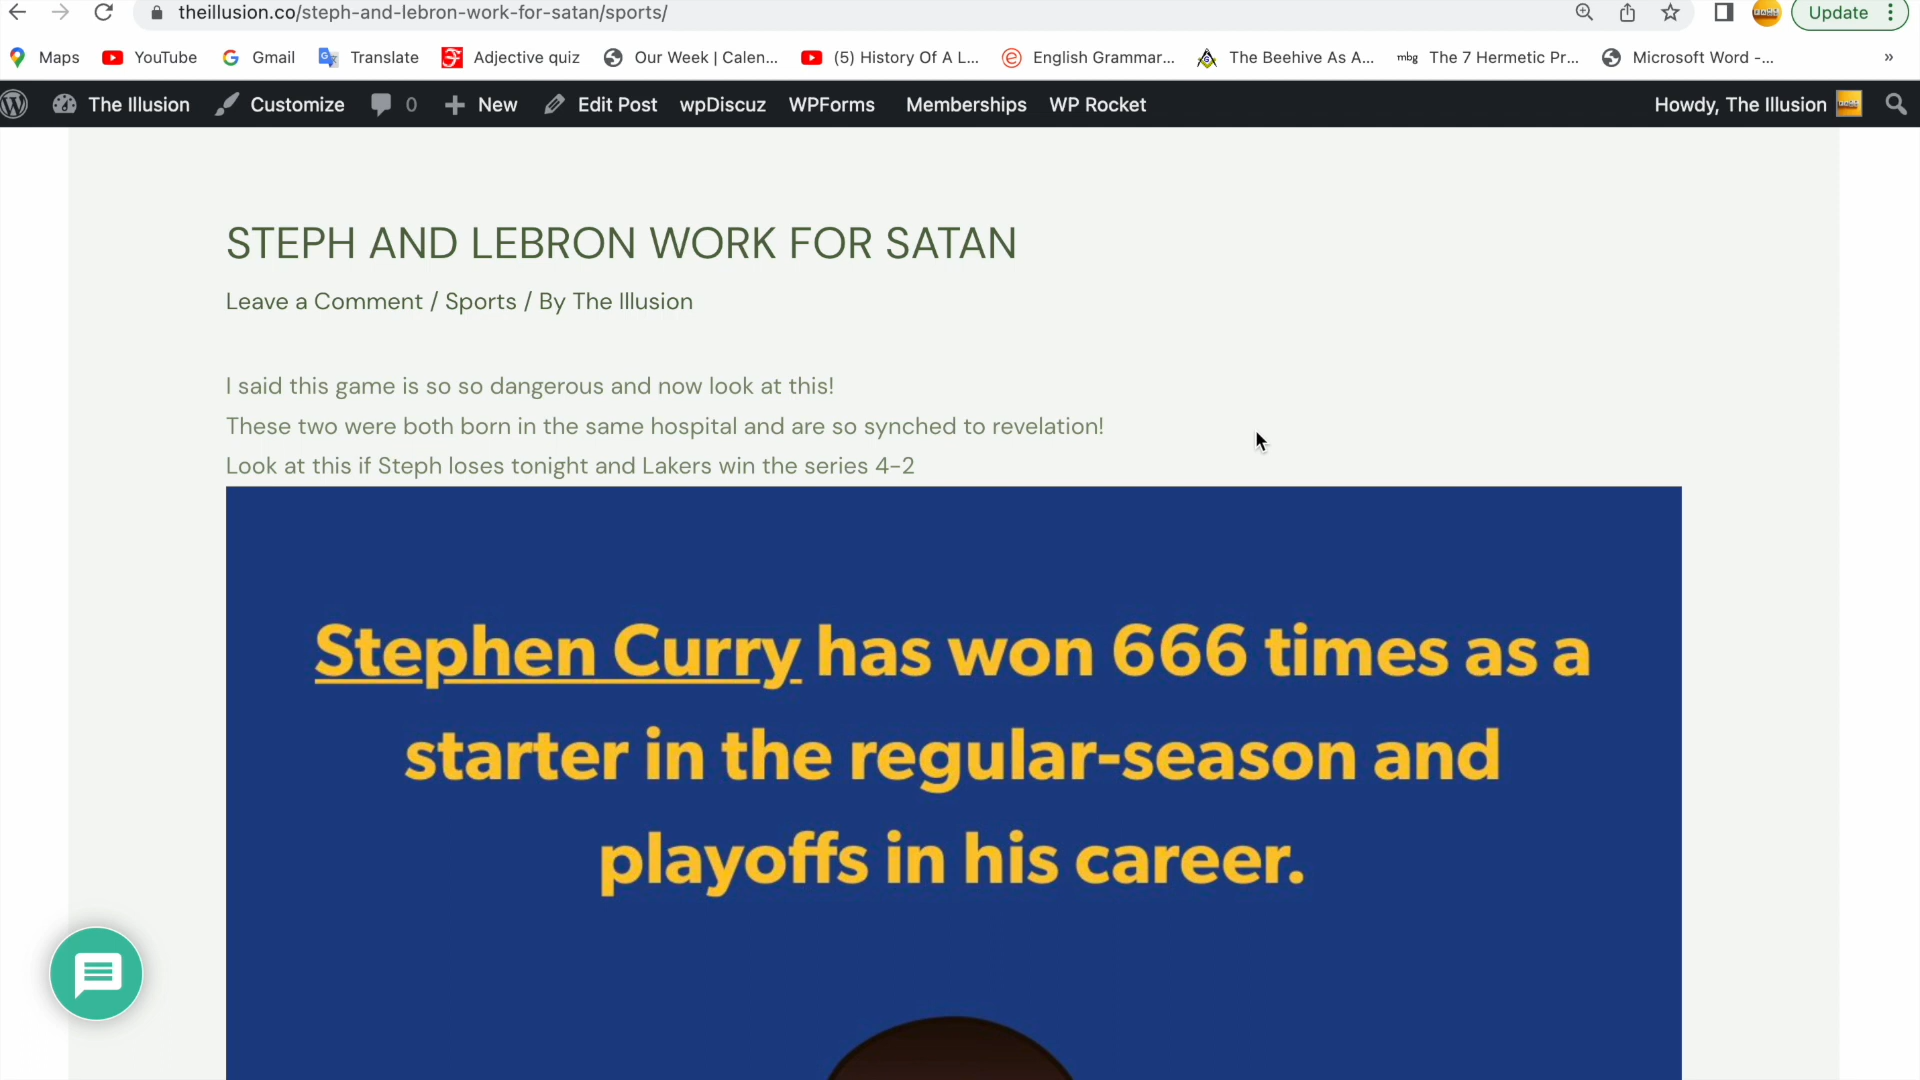 theillusion.co/steph-and-lebron-work-for-satan/sports/
Update
Maps YouTube Gmail Translate Adjective quiz Our Week | Calen... (5) History Of A L... English Grammar... The Beehive As A... mbg The 7 Hermetic Pr... Microsoft Word -... »
The Illusion Customize 0 New Edit Post wpDiscuz WPForms Memberships WP Rocket Howdy, The Illusion
STEPH AND LEBRON WORK FOR SATAN
Leave a Comment / Sports / By The Illusion
I said this game is so so dangerous and now look at this!
These two were both born in the same hospital and are so synched to revelation!
Look at this if Steph loses tonight and Lakers win the series 4-2
Stephen Curry has won 666 times as a
starter in the regular-season and
playoffs in his career.